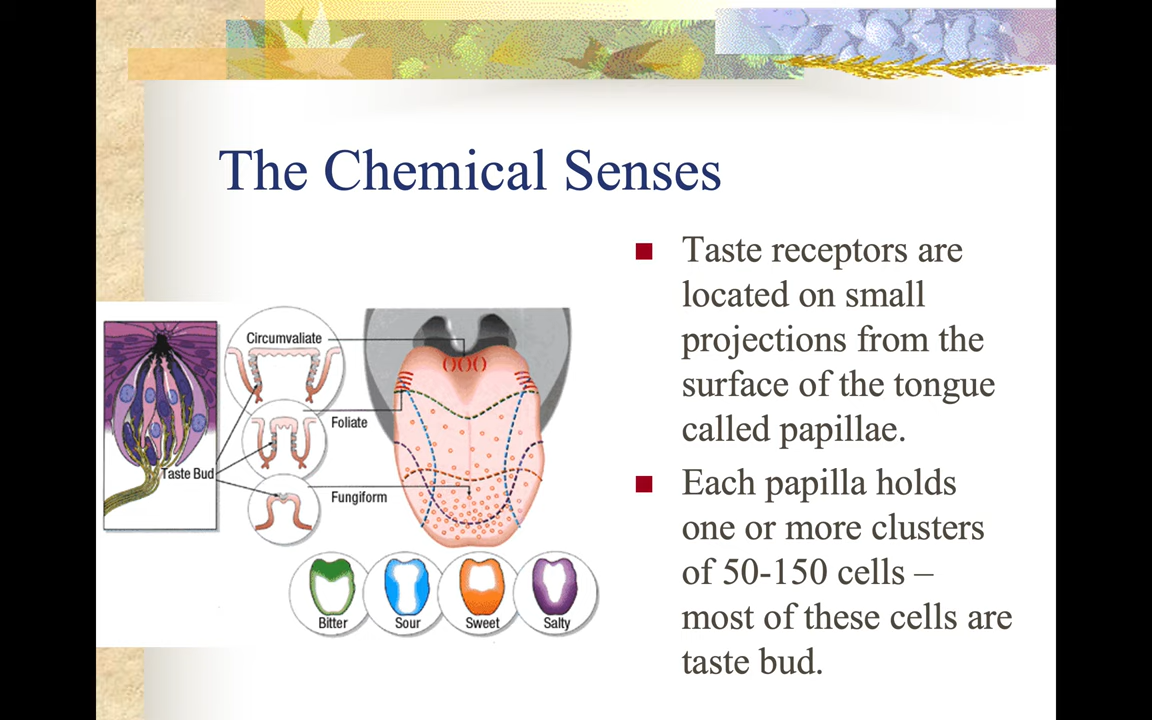 The Chemical Senses
Taste receptors are
located on small
projections from the
surface of the tongue
called papillae.
Each papilla holds
one or more clusters
of 50-150 cells –
most of these cells are
taste bud.
Circumvaliate
Foliate
Taste Bud
Fungiform
Bitter
Sour
Sweet
Salty